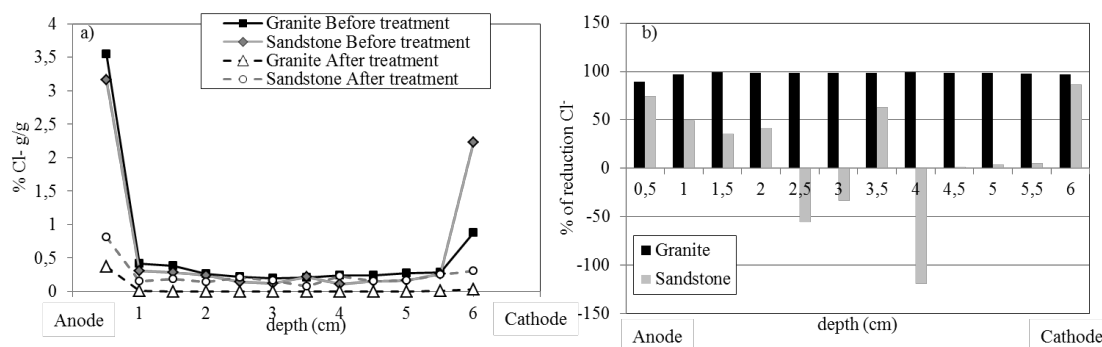 a)
Granite Before treatment
Sandstone Before treatment
Granite After treatment
Sandstone After treatment
% Cl- g/g
4
3,5
3
2,5
2
1,5
1
0,5
0
1 2 3 4 5 6
Anode
depth (cm)
Cathode
b)
% of reduction Cl-
150
100
50
0
-50
-100
-150
0,5 1 1,5 2 2,5 3 3,5 4 4,5 5 5,5 6
Granite
Sandstone
Anode
depth (cm)
Cathode